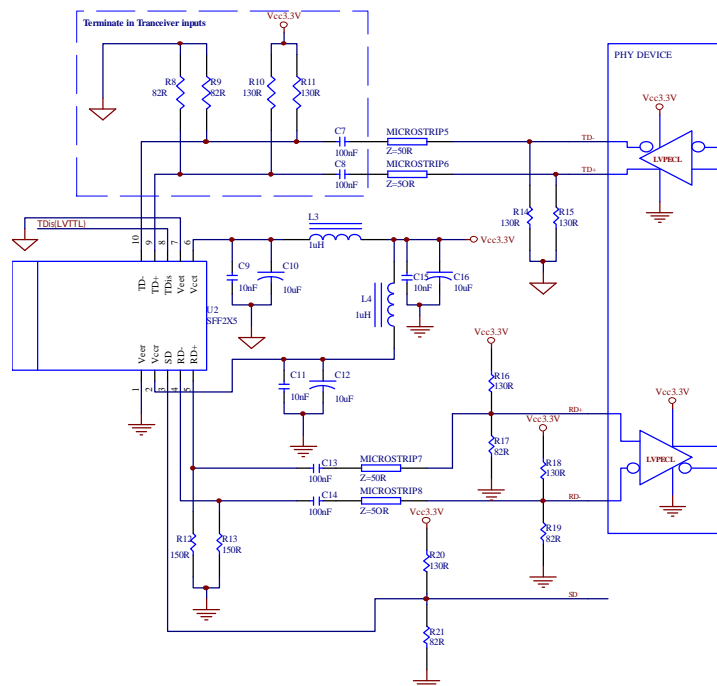 Terminate in Tranceiver inputs
Vcc3.3V
PHY DEVICE
R8
82R
R9
82R
R10
130R
R11
130R
Vcc3.3V
C7
100nF
MICROSTRIP5
Z=50R
TD-
LVPECL
C8
100nF
MICROSTRIP6
Z=5OR
TD+
R14
130R
R15
130R
TDis(LVTTL)
10
9
8
7
6
TD-
TD+
TDis
Veet
Vcct
L3
1uH
Vcc3.3V
C9
10nF
C10
10uF
C15
10nF
C16
10uF
L4
1uH
U2
SFF2X5
Veer
Vccr
SD
RD-
RD+
1
2
3
4
5
C11
10nF
C12
10uF
Vcc3.3V
R16
130R
R17
82R
Vcc3.3V
RD+
Vcc3.3V
LVPECL
C13
100nF
MICROSTRIP7
Z=50R
R18
130R
C14
100nF
MICROSTRIP8
Z=5OR
RD-
R12
150R
R13
150R
Vcc3.3V
R19
82R
R20
130R
SD
R21
82R